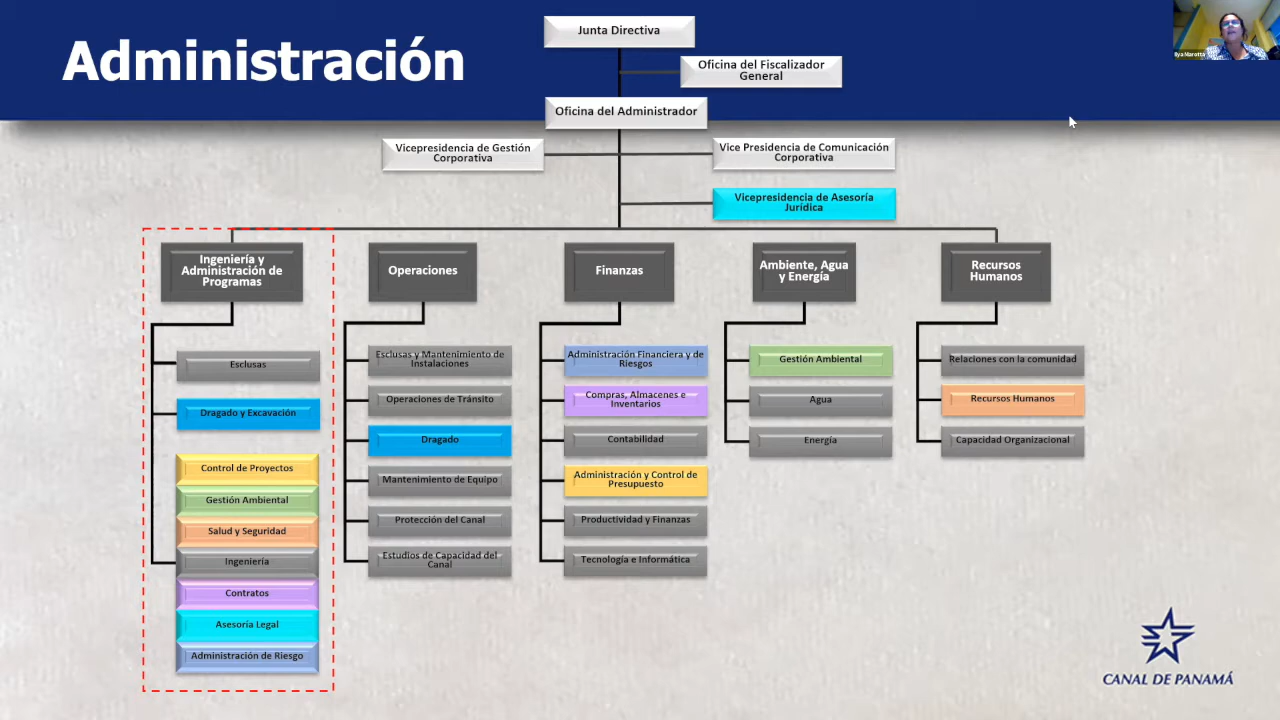 Administración
Junta Directiva
Oficina del Fiscalizador
General
Oficina del Administrador
Vicepresidencia de Gestión
Corporativa
Vice Presidencia de Comunicación
Corporativa
Vicepresidencia de Asesoría
Jurídica
Ingeniería y
Administración de
Programas
Esclusas
Dragado y Excavación
Control de Proyectos
Gestión Ambiental
Salud y Seguridad
Ingeniería
Contratos
Asesoría Legal
Administración de Riesgo
Operaciones
Esclusas y Mantenimiento de
Instalaciones
Operaciones de Tránsito
Dragado
Mantenimiento de Equipo
Protección del Canal
Estudios de Capacidad del
Canal
Finanzas
Administración Financiera y de
Riesgos
Compras, Almacenes e
Inventarios
Contabilidad
Administración y Control de
Presupuesto
Productividad y Finanzas
Tecnología e Informática
Ambiente, Agua
y Energía
Gestión Ambiental
Agua
Energía
Recursos
Humanos
Relaciones con la comunidad
Recursos Humanos
Capacidad Organizacional
Ilya Marotta
CANAL DE PANAMÁ